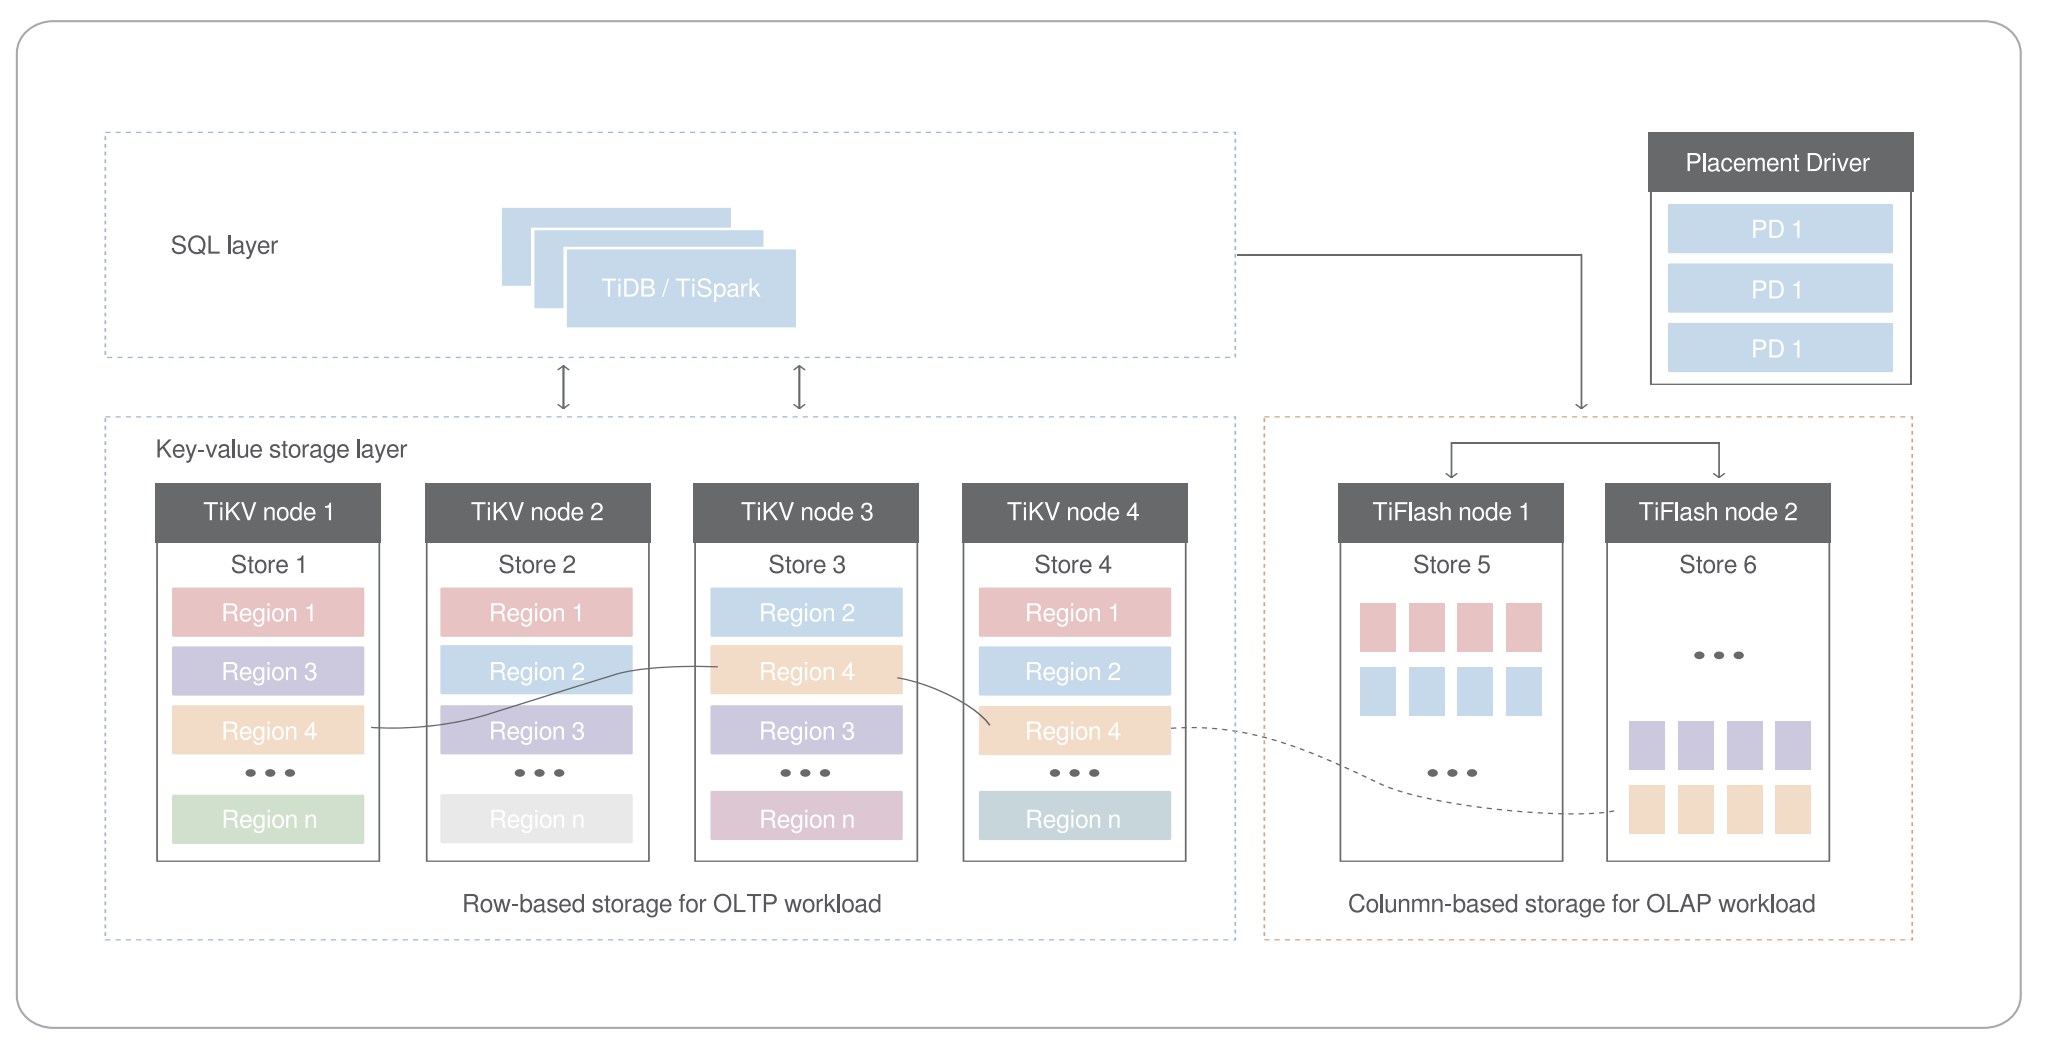 SQL layer
TiDB / TiSpark
Placement Driver
PD 1
PD 1
PD 1
Key-value storage layer
TiKV node 1
Store 1
Region 1
Region 3
Region 4
Region n
TiKV node 2
Store 2
Region 1
Region 2
Region 3
Region n
TiKV node 3
Store 3
Region 2
Region 4
Region 3
Region n
TiKV node 4
Store 4
Region 1
Region 2
Region 4
Region n
Row-based storage for OLTP workload
TiFlash node 1
Store 5
TiFlash node 2
Store 6
Colunmn-based storage for OLAP workload